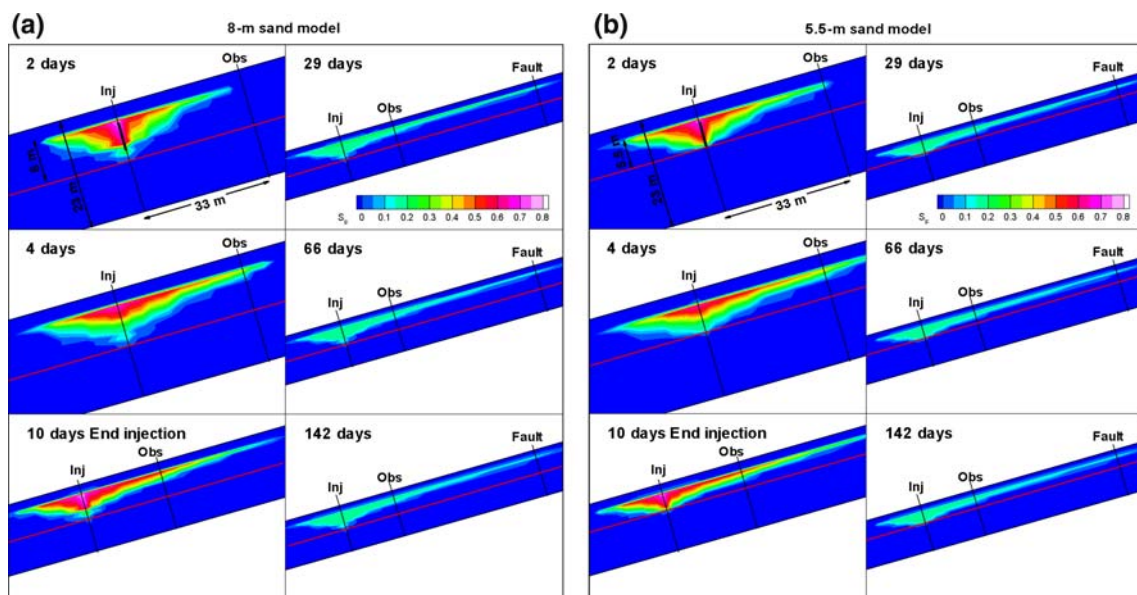 (a)
8-m sand model
2 days
Inj
Obs
8 m
23 m
33 m
29 days
Inj
Obs
Fault
Sg 0 0.1 0.2 0.3 0.4 0.5 0.6 0.7 0.8
4 days
Inj
Obs
66 days
Inj
Obs
Fault
10 days End injection
Inj
Obs
142 days
Inj
Obs
Fault
(b)
5.5-m sand model
2 days
Inj
Obs
5.5 m
23 m
33 m
29 days
Inj
Obs
Fault
Sg 0 0.1 0.2 0.3 0.4 0.5 0.6 0.7 0.8
4 days
Inj
Obs
66 days
Inj
Obs
Fault
10 days End injection
Inj
Obs
142 days
Inj
Obs
Fault